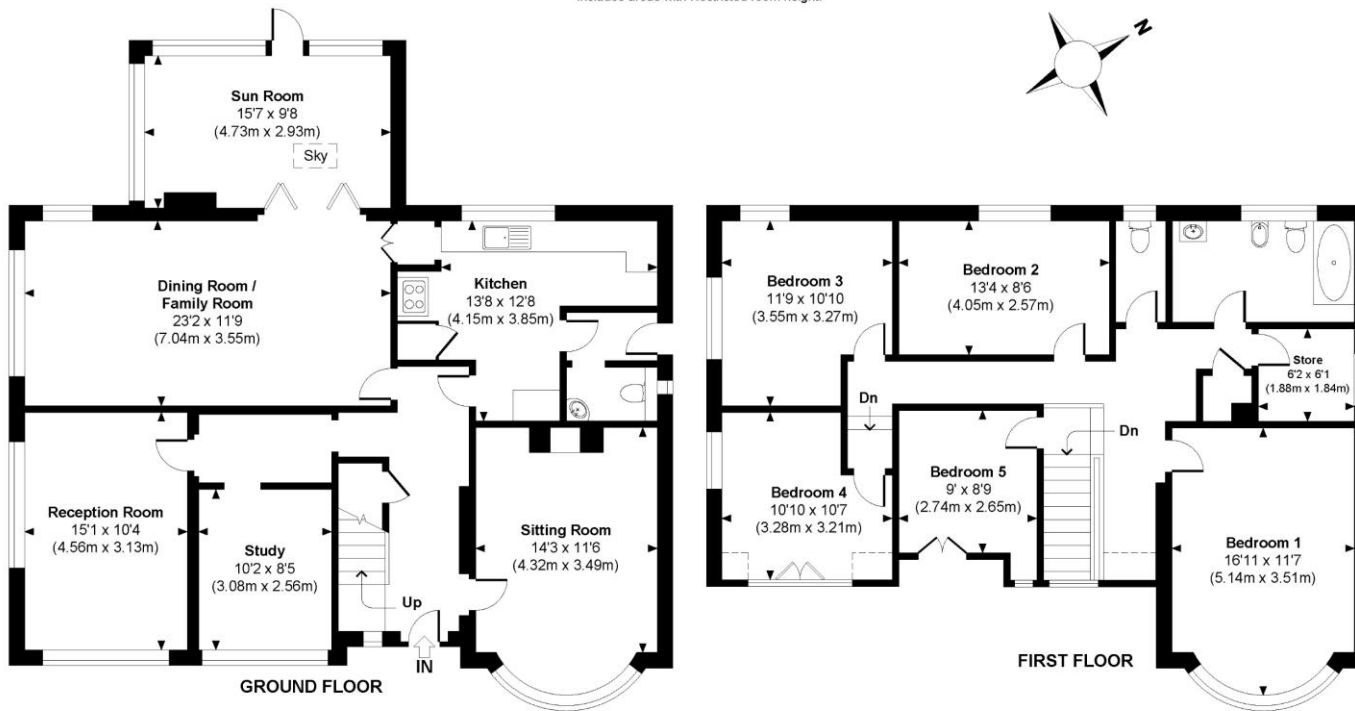 N
Sun Room
15'7 x 9'8
(4.73m x 2.93m)
Sky
Dining Room /
Family Room
23'2 x 11'9
(7.04m x 3.55m)
Kitchen
13'8 x 12'8
(4.15m x 3.85m)
Reception Room
15'1 x 10'4
(4.56m x 3.13m)
Study
10'2 x 8'5
(3.08m x 2.56m)
Sitting Room
14'3 x 11'6
(4.32m x 3.49m)
Up
IN
GROUND FLOOR
Bedroom 3
11'9 x 10'10
(3.55m x 3.27m)
Bedroom 2
13'4 x 8'6
(4.05m x 2.57m)
Store
6'2 x 6'1
(1.88m x 1.84m)
Dn
Dn
Bedroom 4
10'10 x 10'7
(3.28m x 3.21m)
Bedroom 5
9' x 8'9
(2.74m x 2.65m)
Bedroom 1
16'11 x 11'7
(5.14m x 3.51m)
FIRST FLOOR